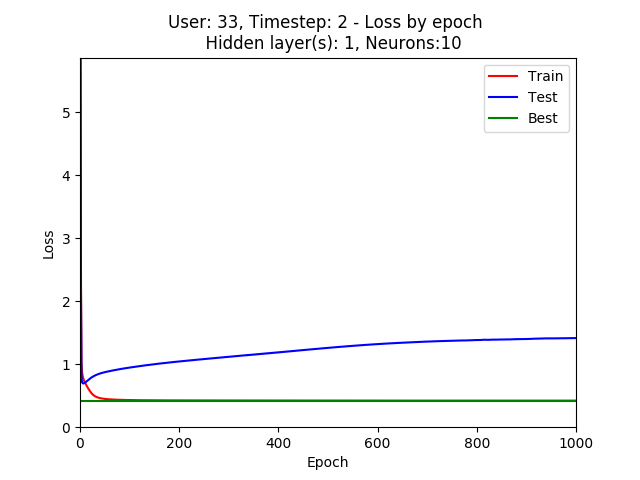 User: 33, Timestep: 2 - Loss by epoch
Hidden layer(s): 1, Neurons:10
Train
Test
Best
5
4
3
2
1
0
Loss
0 200 400 600 800 1000
Epoch